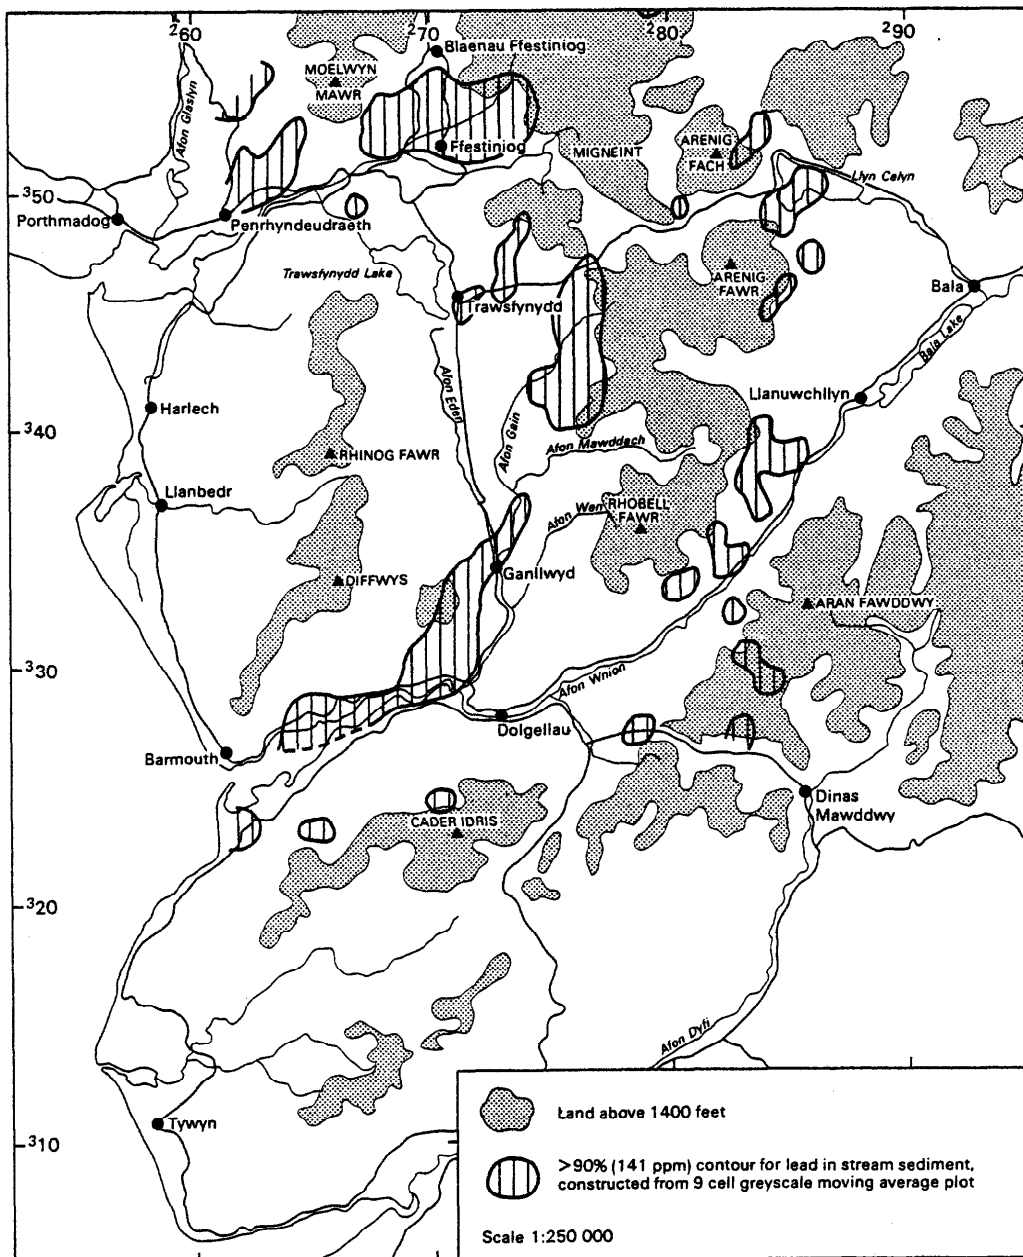 ²60
²70
²80
²90
Blaenau Ffestiniog
MOELWYN
MAWR
Afon Glaslyn
Ffestiniog
MIGNEINT
ARENIG
FACH
Llyn Celyn
³50
Porthmadog
Penrhyndeudraeth
Trawsfynydd Lake
ARENIG
FAWR
Bala
Trawsfynydd
Bala Lake
Afon Eden
Llanuwchllyn
Harlech
³40
Afon Gain
Afon Mawddach
RHINOG FAWR
Llanbedr
Afon Wen
RHOBELL
FAWR
Ganllwyd
DIFFWYS
ARAN FAWDDWY
³30
Afon Wnion
Dolgellau
Barmouth
Dinas
Mawddwy
CADER IDRIS
³20
Afon Dyfi
Tywyn
³10
Land above 1400 feet
>90% (141 ppm) contour for lead in stream sediment,
constructed from 9 cell greyscale moving average plot
Scale 1:250 000